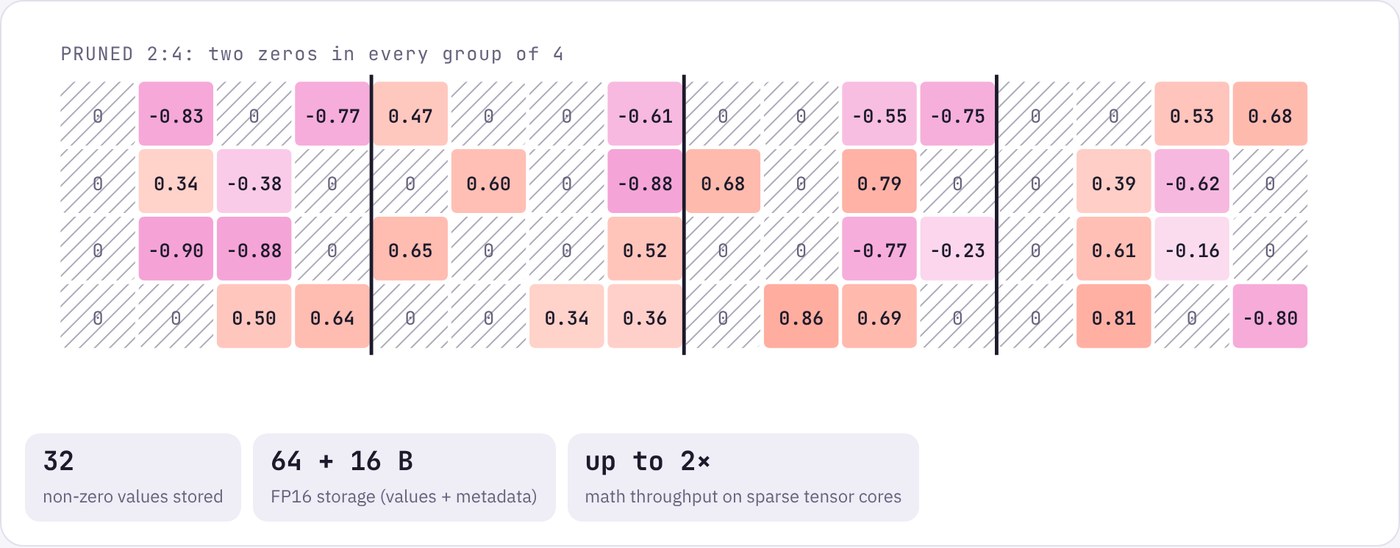 PRUNED 2:4: two zeros in every group of 4
0 -0.83 0 -0.77 0.47 0 0 -0.61 0 0 -0.55 -0.75 0 0 0.53 0.68
0 0.34 -0.38 0 0 0.60 0 -0.88 0.68 0 0.79 0 0 0.39 -0.62 0
0 -0.90 -0.88 0 0.65 0 0 0.52 0 0 -0.77 -0.23 0 0.61 -0.16 0
0 0 0.50 0.64 0 0 0.34 0.36 0 0.86 0.69 0 0 0.81 0 -0.80
32
non-zero values stored
64 + 16 B
FP16 storage (values + metadata)
up to 2×
math throughput on sparse tensor cores